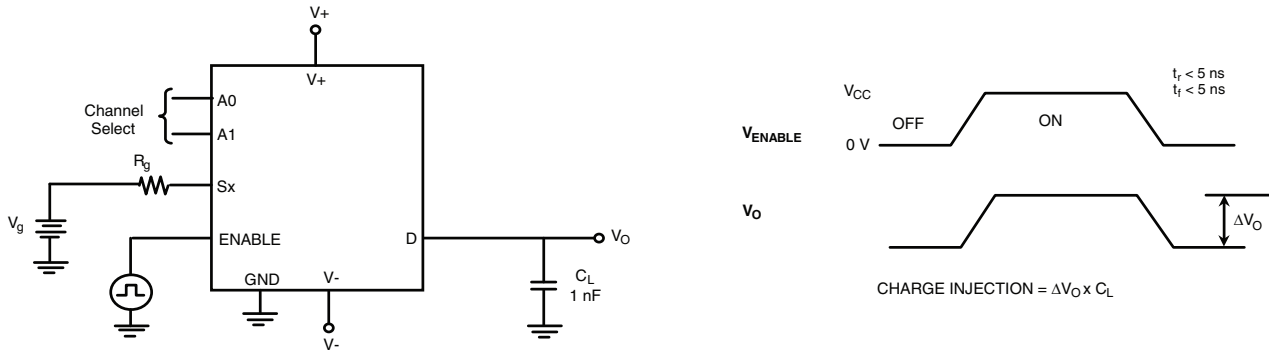 V+
V+
Channel
Select
A0
A1
Rg
Sx
Vg
ENABLE
D
VO
GND
V-
CL
1 nF
V-
tr < 5 ns
tf < 5 ns
VCC
OFF
ON
VENABLE
0 V
VO
ΔVO
CHARGE INJECTION = ΔVO x CL